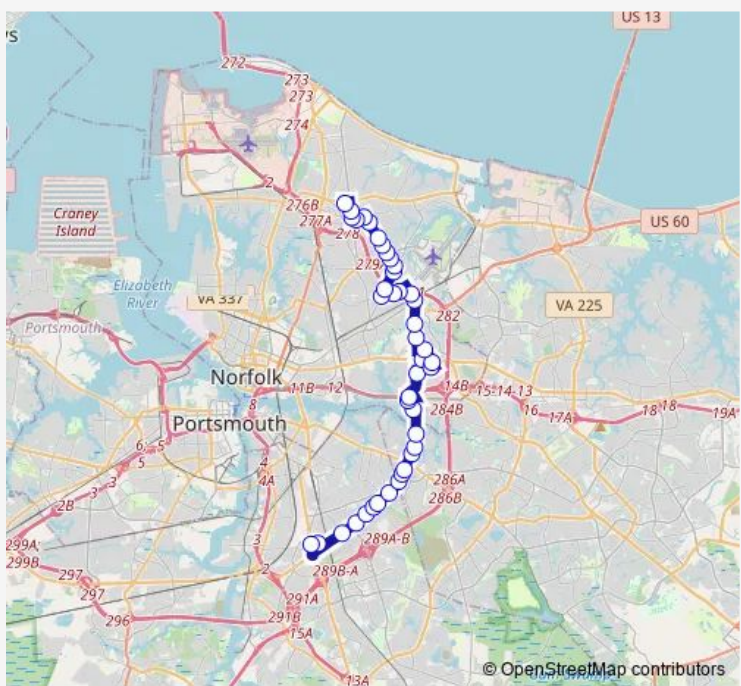 US 13
272
273
273
274
2
Craney
Island
276B
277A
278
US 60
279A
Elizabeth
River
VA 337
VA 225
282
Portsmouth
Norfolk
11B
12
14B
15-14-13
8
284B
16
17A
18
18
19A
Portsmouth
6
5
5
4
4A
3
3
286A
2B
286B
299A
299B
3
289A-B
297
2
289B-A
297
291A
296
291B
15A
13A
© OpenStreetMap contributors